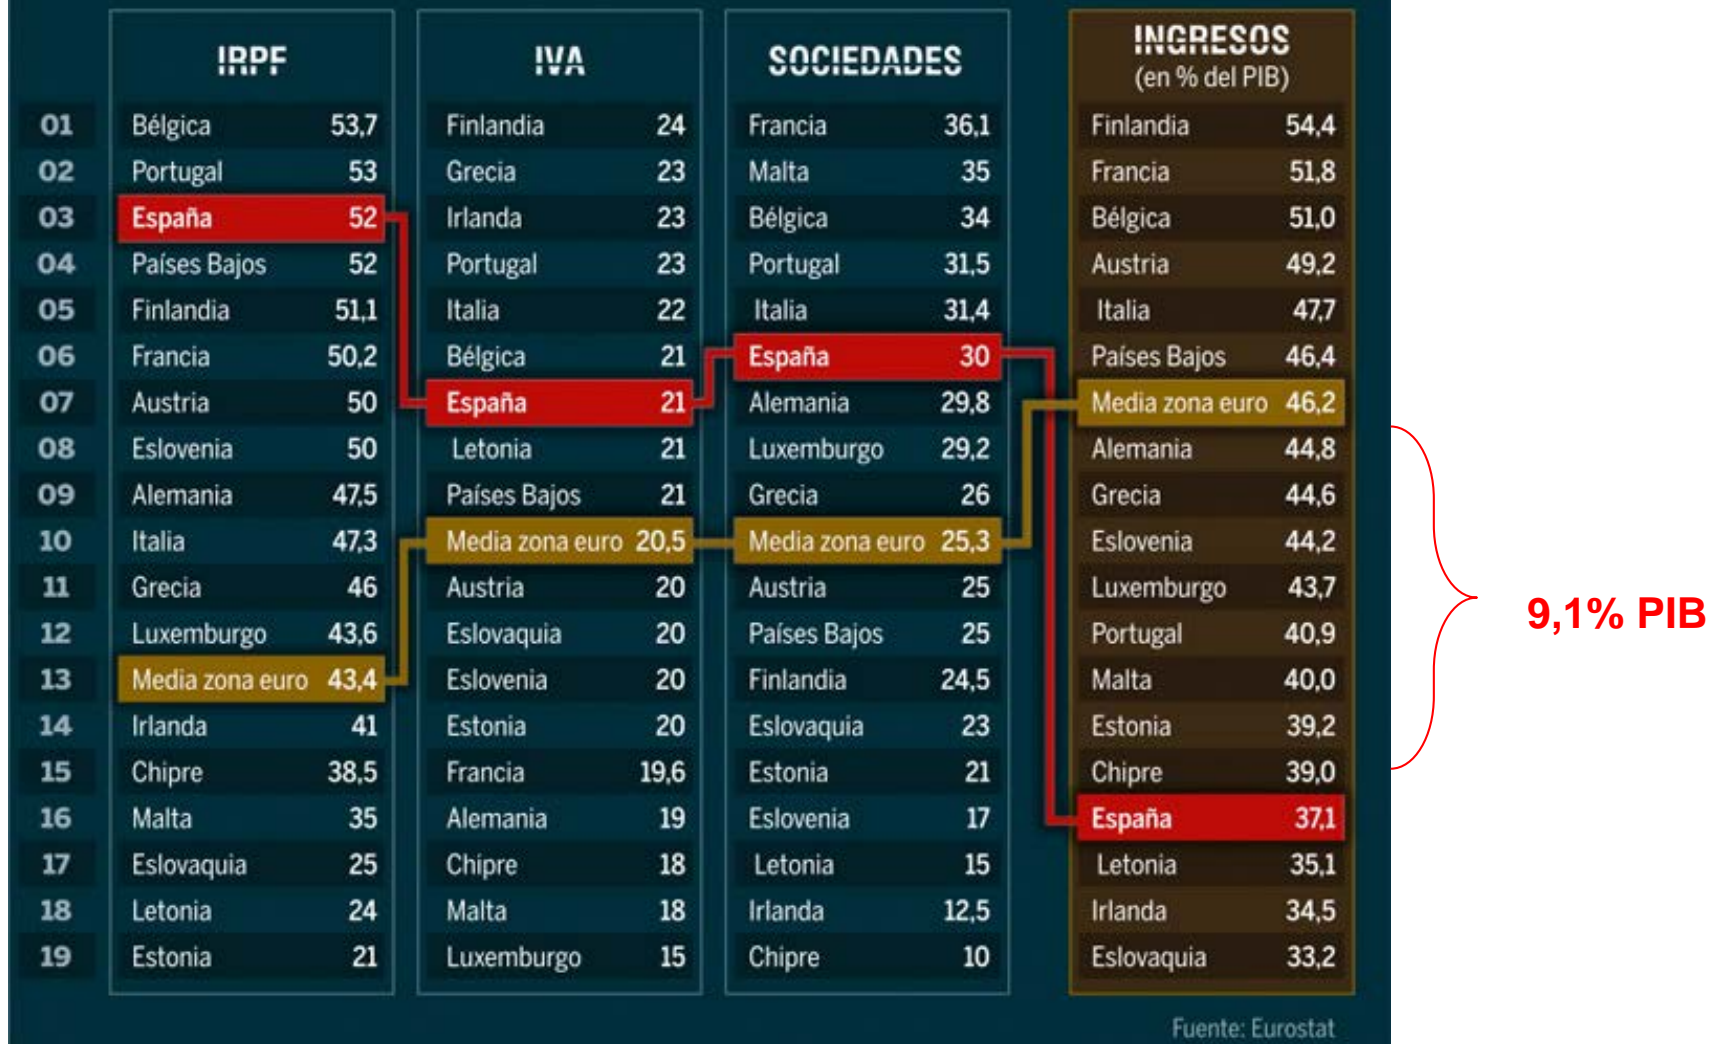 IRPF IVA SOCIEDADES INGRESOS
(en % del PIB)
01 Bélgica 53,7 Finlandia 24 Francia 36,1 Finlandia 54,4
02 Portugal 53 Grecia 23 Malta 35 Francia 51,8
03 España 52 Irlanda 23 Bélgica 34 Bélgica 51,0
04 Países Bajos 52 Portugal 23 Portugal 31,5 Austria 49,2
05 Finlandia 51,1 Italia 22 Italia 31,4 Italia 47,7
06 Francia 50,2 Bélgica 21 España 30 Países Bajos 46,4
07 Austria 50 España 21 Alemania 29,8 Media zona euro 46,2
08 Eslovenia 50 Letonia 21 Luxemburgo 29,2 Alemania 44,8
09 Alemania 47,5 Países Bajos 21 Grecia 26 Grecia 44,6
10 Italia 47,3 Media zona euro 20,5 Media zona euro 25,3 Eslovenia 44,2
11 Grecia 46 Austria 20 Austria 25 Luxemburgo 43,7
12 Luxemburgo 43,6 Eslovaquia 20 Países Bajos 25 Portugal 40,9
9,1% PIB
13 Media zona euro 43,4 Eslovenia 20 Finlandia 24,5 Malta 40,0
14 Irlanda 41 Estonia 20 Eslovaquia 23 Estonia 39,2
15 Chipre 38,5 Francia 19,6 Estonia 21 Chipre 39,0
16 Malta 35 Alemania 19 Eslovenia 17 España 37,1
17 Eslovaquia 25 Chipre 18 Letonia 15 Letonia 35,1
18 Letonia 24 Malta 18 Irlanda 12,5 Irlanda 34,5
19 Estonia 21 Luxemburgo 15 Chipre 10 Eslovaquia 33,2
Fuente: Eurostat